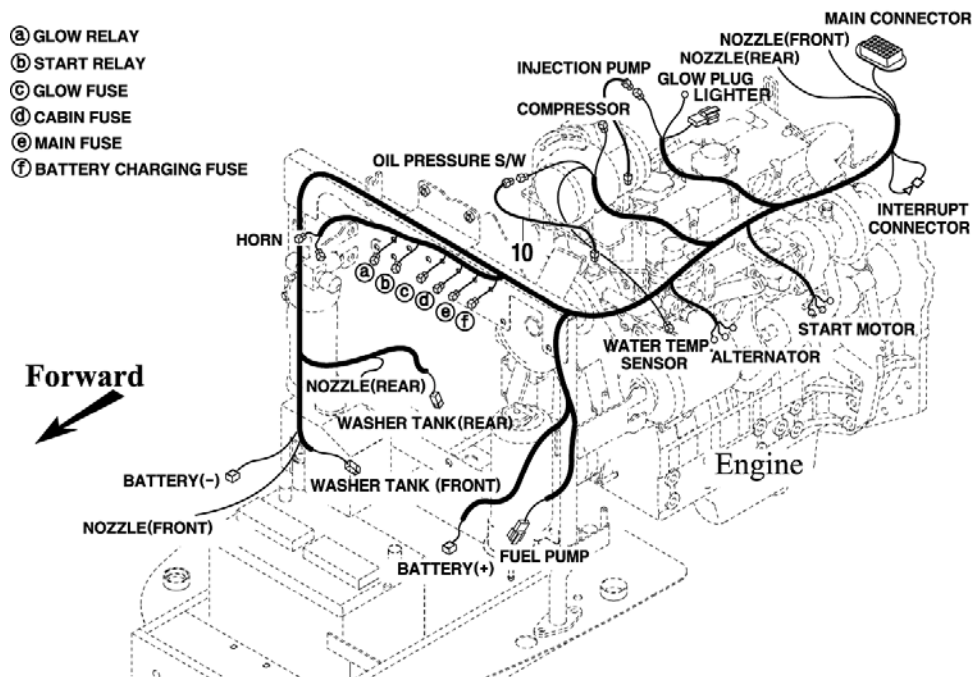 ⓐ GLOW RELAY
ⓑ START RELAY
ⓒ GLOW FUSE
ⓓ CABIN FUSE
ⓔ MAIN FUSE
ⓕ BATTERY CHARGING FUSE
MAIN CONNECTOR
NOZZLE(FRONT)
NOZZLE(REAR)
INJECTION PUMP
GLOW PLUG
LIGHTER
COMPRESSOR
OIL PRESSURE S/W
INTERRUPT
CONNECTOR
HORN
10
ⓐ
ⓑ
ⓒ
ⓓ
ⓔ
ⓕ
START MOTOR
WATER TEMP
SENSOR
ALTERNATOR
Forward
NOZZLE(REAR)
WASHER TANK(REAR)
Engine
BATTERY(-)
WASHER TANK (FRONT)
NOZZLE(FRONT)
FUEL PUMP
BATTERY(+)